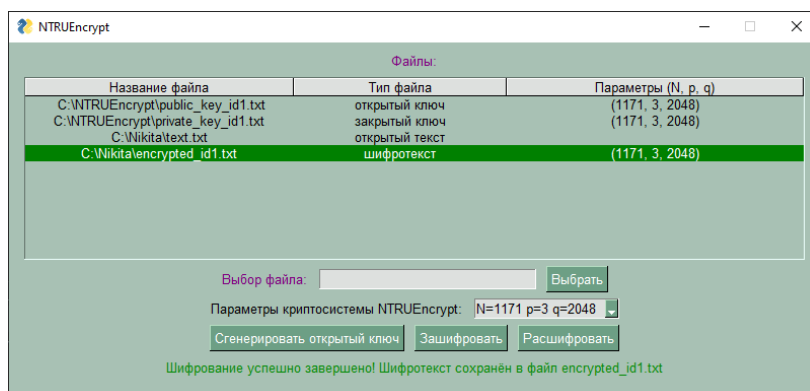 NTRUEncrypt
Файлы:
Название файла Тип файла Параметры (N, p, q)
C:\NTRUEncrypt\public_key_id1.txt открытый ключ (1171, 3, 2048)
C:\NTRUEncrypt\private_key_id1.txt закрытый ключ (1171, 3, 2048)
C:\Nikita\text.txt открытый текст
C:\Nikita\encrypted_id1.txt шифротекст (1171, 3, 2048)
Выбор файла: Выбрать
Параметры криптосистемы NTRUEncrypt: N=1171 p=3 q=2048
Сгенерировать открытый ключ Зашифровать Расшифровать
Шифрование успешно завершено! Шифротекст сохранён в файл encrypted_id1.txt